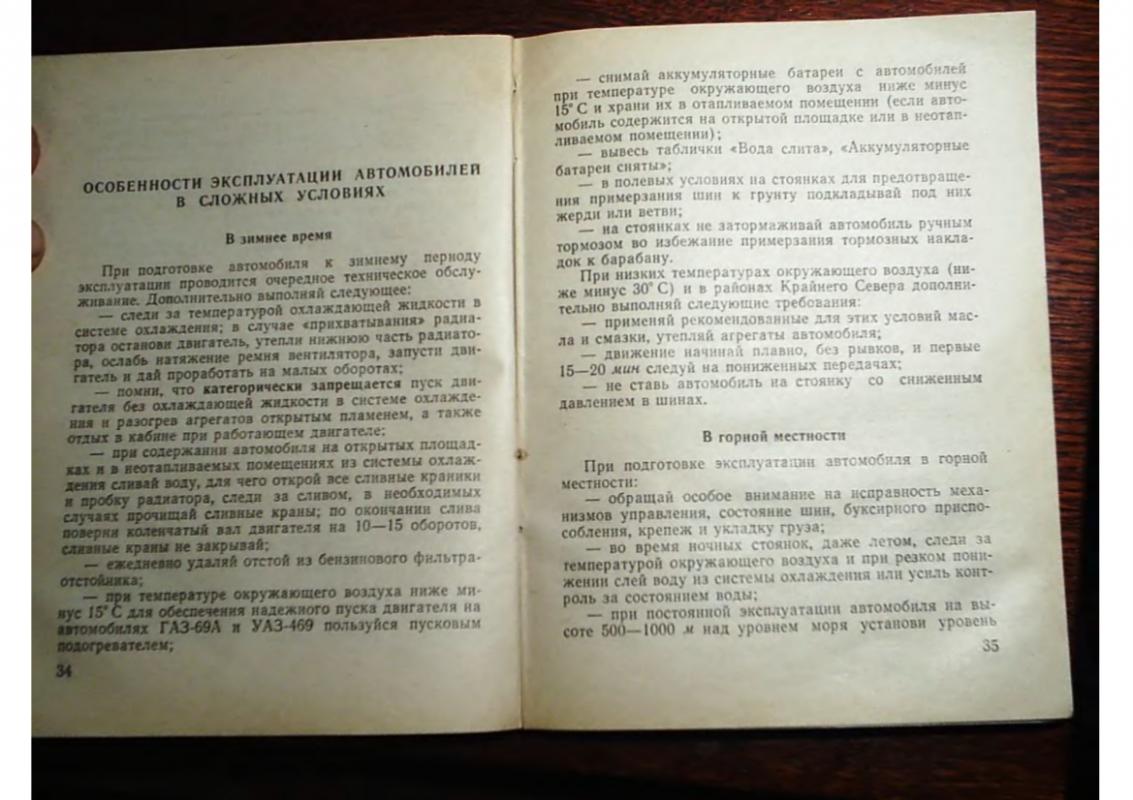 ОСОБЕННОСТИ ЭКСПЛУАТАЦИИ АВТОМОБИЛЕЙ
В СЛОЖНЫХ УСЛОВИЯХ
В зимнее время
При подготовке автомобиля к зимнему периоду
эксплуатации проводится очередное техническое обслу-
живание. Дополнительно выполняй следующее:
— следи за температурой охлаждающей жидкости в
системе охлаждения; в случае «прихватывания» радиа-
тора останови двигатель, утепли нижнюю часть радиато-
ра, ослабь натяжение ремня вентилятора, запусти дви-
гатель и дай проработать на малых оборотах;
— помни, что категорически запрещается пуск дви-
гателя без охлаждающей жидкости в системе охлажде-
ния и разогрев агрегатов открытым пламенем, а также
отдых в кабине при работающем двигателе;
— при содержании автомобиля на открытых площад-
ках и в неотапливаемых помещениях из системы охлаж-
дения сливай воду, для чего открой все сливные краники
и пробку радиатора, следи за сливом, в необходимых
случаях прочищай сливные краны; по окончании слива
поверни коленчатый вал двигателя на 10—15 оборотов,
сливные краны не закрывай;
— ежедневно удаляй отстой из бензинового фильтра-
отстойника;
— при температуре окружающего воздуха ниже ми-
нус 15° С для обеспечения надежного пуска двигателя на
автомобилях ГАЗ-69А и УАЗ-469 пользуйся пусковым
подогревателем;
34
— снимай аккумуляторные батареи с автомобилей
при температуре окружающего воздуха ниже минус
15° С и храни их в отапливаемом помещении (если авто-
мобиль содержится на открытой площадке или в неотап-
ливаемом помещении);
— вывесь таблички «Вода слита», «Аккумуляторные
батареи сняты»;
— в полевых условиях на стоянках для предотвраще-
ния примерзания шин к грунту подкладывай под них
жерди или ветви;
— на стоянках не затормаживай автомобиль ручным
тормозом во избежание примерзания тормозных накла-
док к барабану.
При низких температурах окружающего воздуха (ни-
же минус 30° С) и в районах Крайнего Севера дополни-
тельно выполняй следующие требования:
— применяй рекомендованные для этих условий мас-
ла и смазки, утепляй агрегаты автомобиля;
— движение начинай плавно, без рывков, и первые
15—20 мин следуй на пониженных передачах;
— не ставь автомобиль на стоянку со сниженным
давлением в шинах.
В горной местности
При подготовке эксплуатации автомобиля в горной
местности:
— обращай особое внимание на исправность меха-
низмов управления, состояние шин, буксирного приспо-
собления, крепеж и укладку груза;
— во время ночных стоянок, даже летом, следи за
температурой окружающего воздуха и при резком пони-
жении слей воду из системы охлаждения или усиль конт-
роль за состоянием воды;
— при постоянной эксплуатации автомобиля на вы-
соте 500—1000 м над уровнем моря установи уровень
35